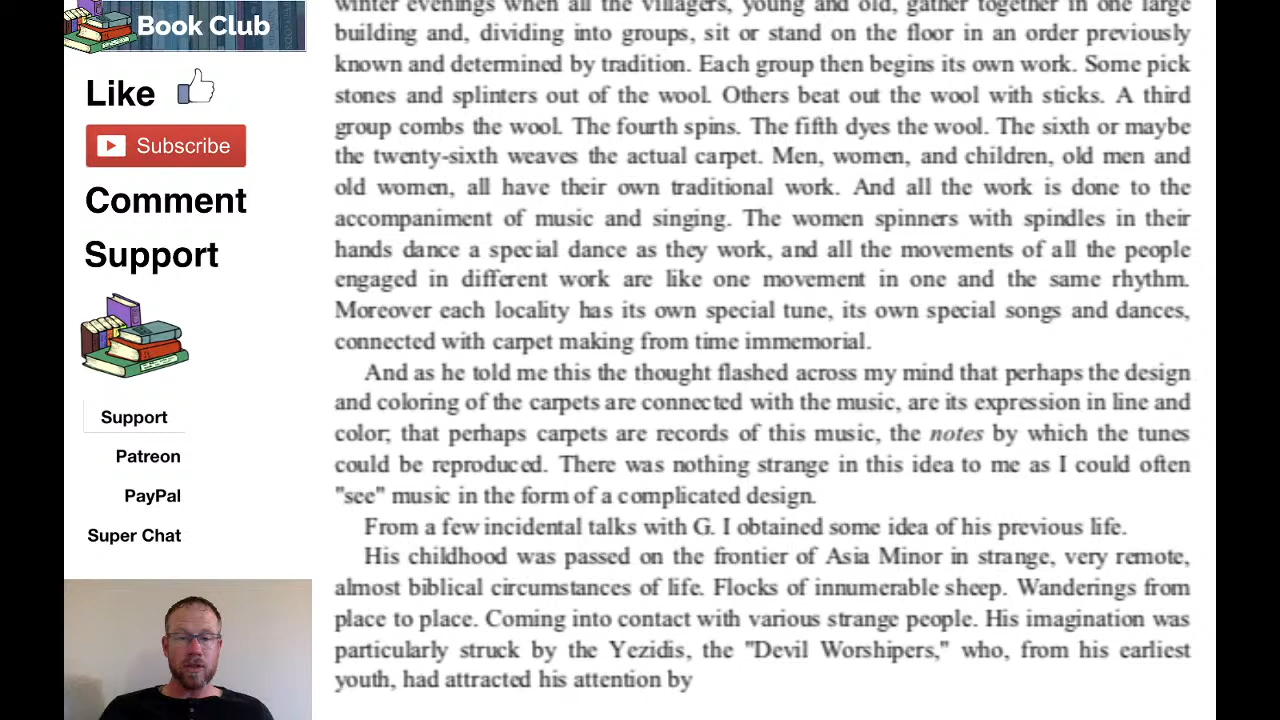 Book Club
Like
Subscribe
Comment
Support
Support
Patreon
PayPal
Super Chat
winter evenings when all the villagers, young and old, gather together in one large
building and, dividing into groups, sit or stand on the floor in an order previously
known and determined by tradition. Each group then begins its own work. Some pick
stones and splinters out of the wool. Others beat out the wool with sticks. A third
group combs the wool. The fourth spins. The fifth dyes the wool. The sixth or maybe
the twenty-sixth weaves the actual carpet. Men, women, and children, old men and
old women, all have their own traditional work. And all the work is done to the
accompaniment of music and singing. The women spinners with spindles in their
hands dance a special dance as they work, and all the movements of all the people
engaged in different work are like one movement in one and the same rhythm.
Moreover each locality has its own special tune, its own special songs and dances,
connected with carpet making from time immemorial.
And as he told me this the thought flashed across my mind that perhaps the design
and coloring of the carpets are connected with the music, are its expression in line and
color; that perhaps carpets are records of this music, the notes by which the tunes
could be reproduced. There was nothing strange in this idea to me as I could often
"see" music in the form of a complicated design.
From a few incidental talks with G. I obtained some idea of his previous life.
His childhood was passed on the frontier of Asia Minor in strange, very remote,
almost biblical circumstances of life. Flocks of innumerable sheep. Wanderings from
place to place. Coming into contact with various strange people. His imagination was
particularly struck by the Yezidis, the "Devil Worshipers," who, from his earliest
youth, had attracted his attention by